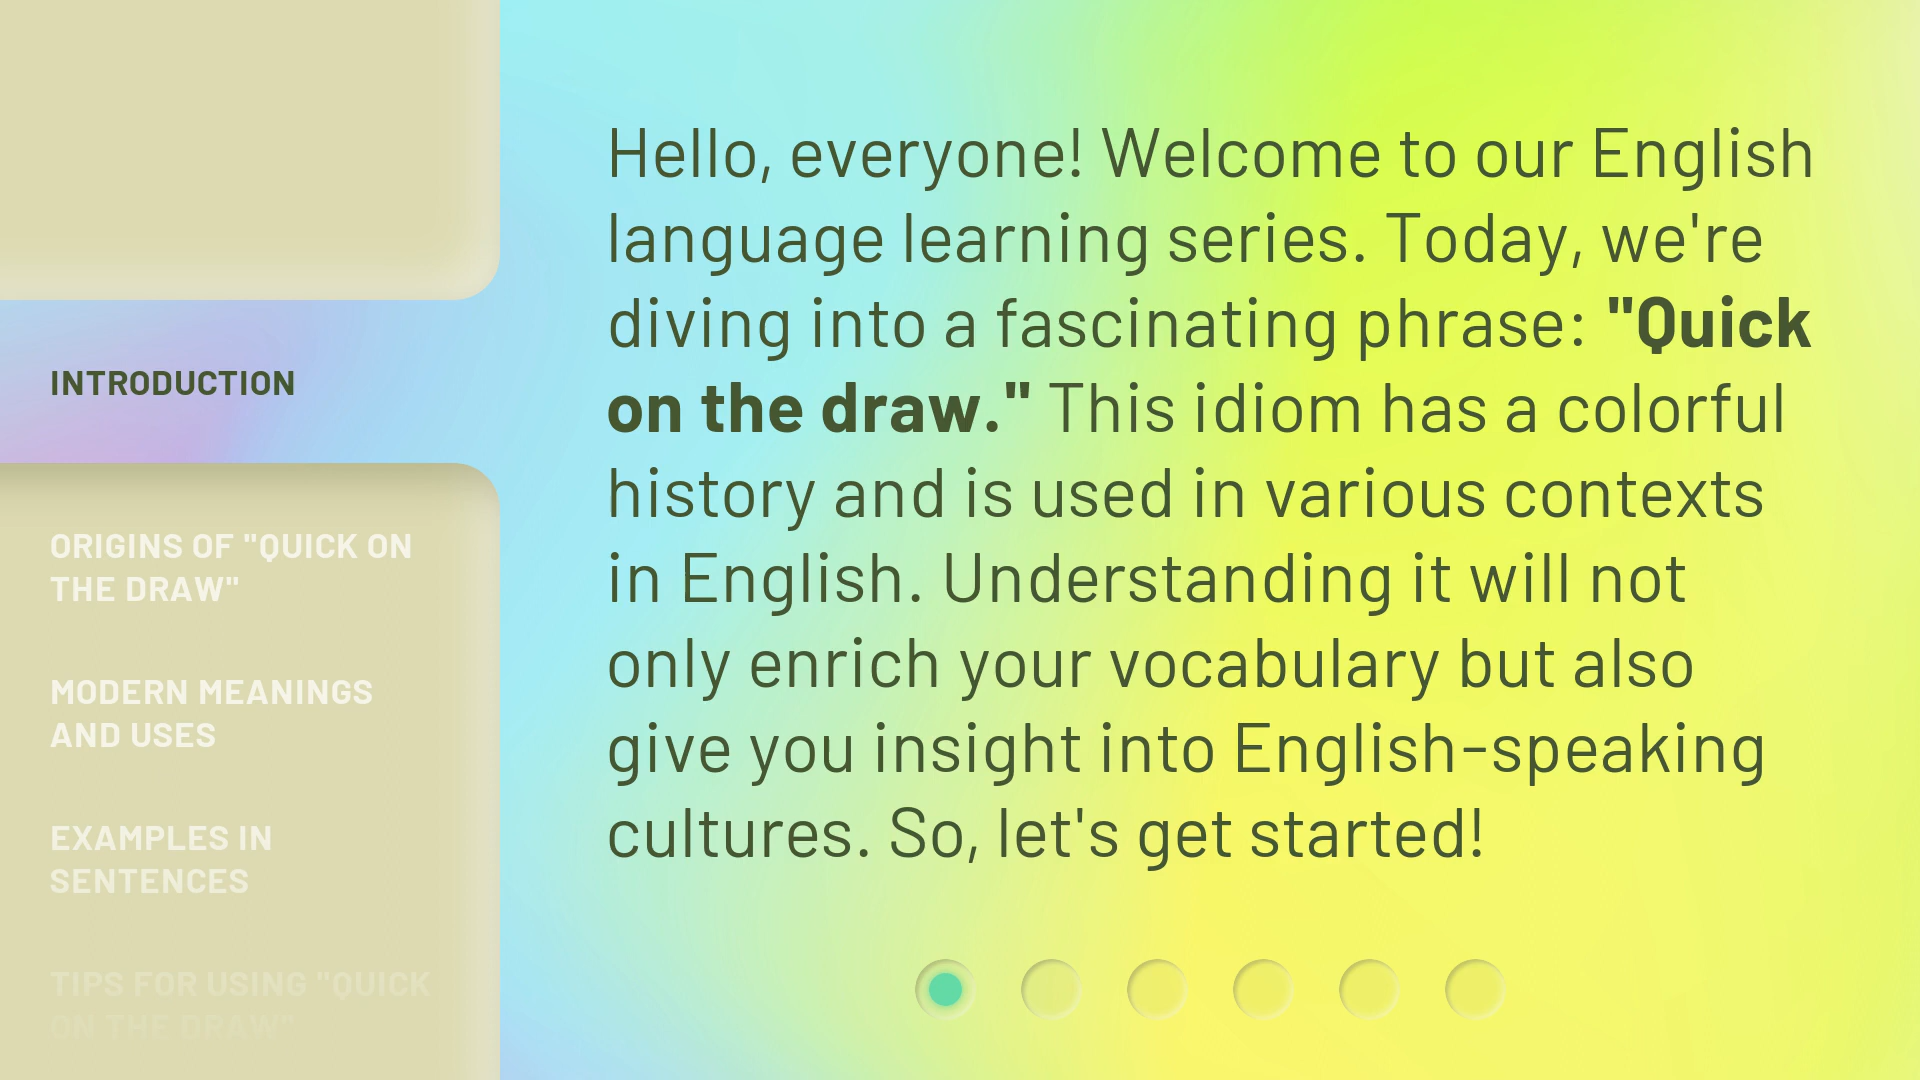 INTRODUCTION
ORIGINS OF "QUICK ON
THE DRAW"
MODERN MEANINGS
AND USES
EXAMPLES IN
SENTENCES
TIPS FOR USING "QUICK
ON THE DRAW"
Hello, everyone! Welcome to our English
language learning series. Today, we're
diving into a fascinating phrase: "Quick
on the draw." This idiom has a colorful
history and is used in various contexts
in English. Understanding it will not
only enrich your vocabulary but also
give you insight into English-speaking
cultures. So, let's get started!